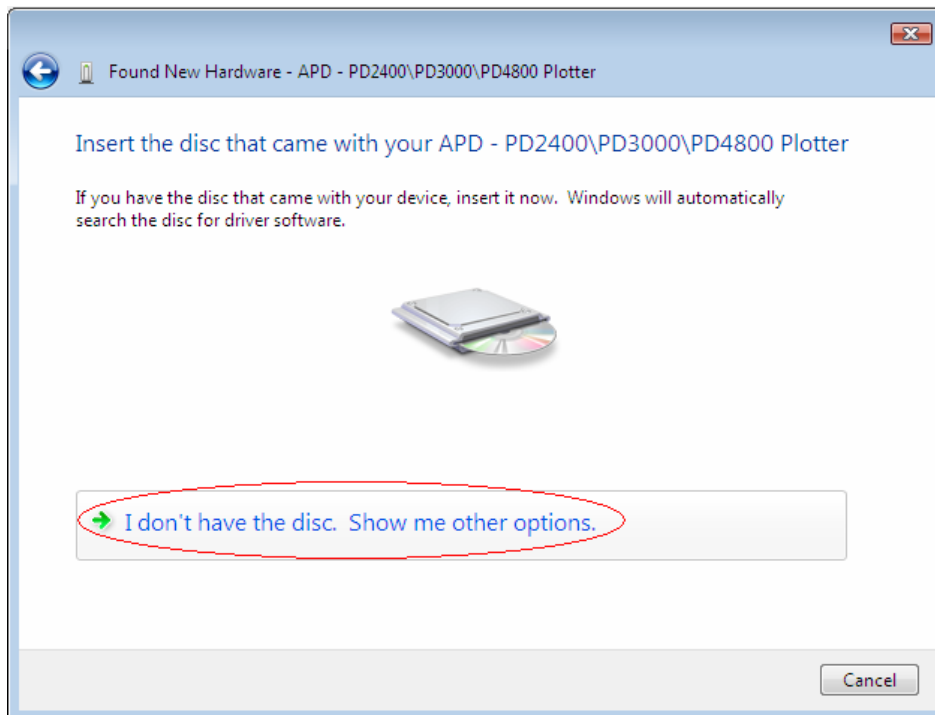 Found New Hardware - APD - PD2400\PD3000\PD4800 Plotter
Insert the disc that came with your APD - PD2400\PD3000\PD4800 Plotter
If you have the disc that came with your device, insert it now.  Windows will automatically
search the disc for driver software.
I don't have the disc.  Show me other options.
Cancel